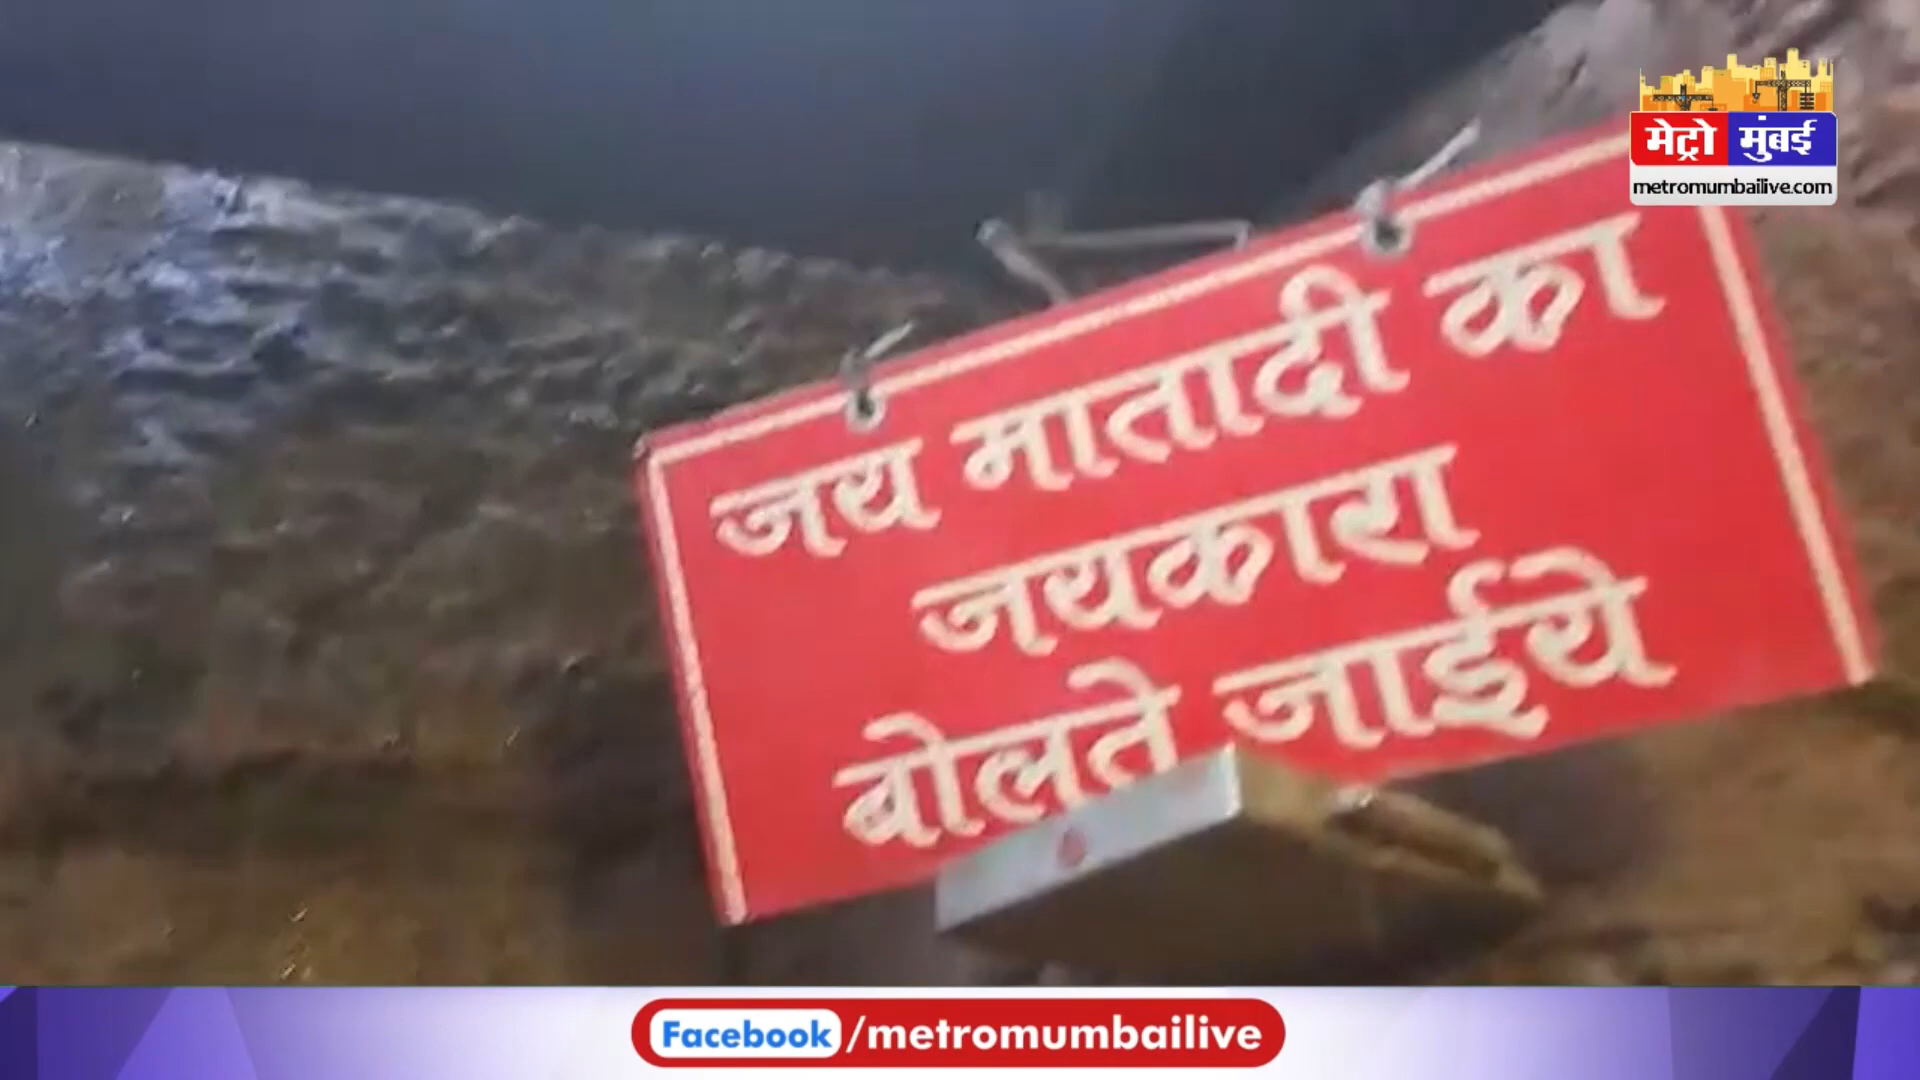 मेट्रो मुंबई
metromumbailive.com
जय मातादी का
जयकारा
बोलते जाईये
Facebook/metromumbailive